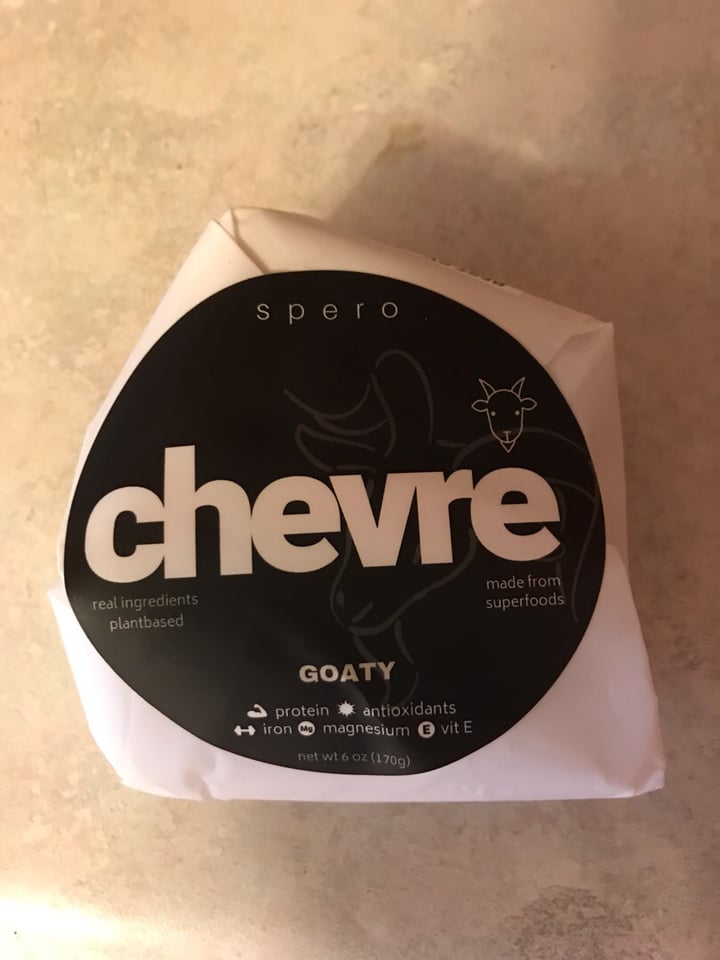 spero
chevre
real ingredients
plantbased
made from
superfoods
GOATY
protein antioxidants
iron Mg magnesium E vit E
net wt 6 oz (170g)